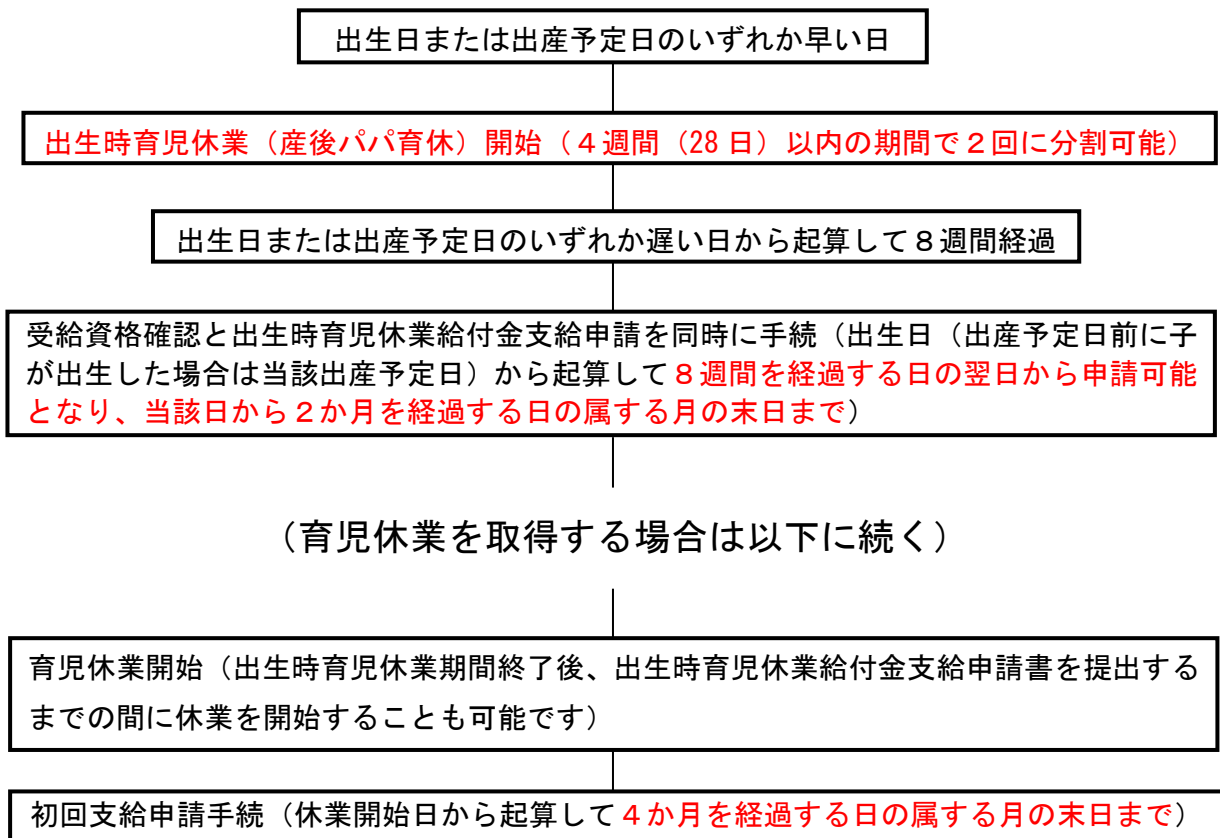 出生日または出産予定日のいずれか早い日
出生時育児休業（産後パパ育休）開始（４週間（28 日）以内の期間で２回に分割可能）
出生日または出産予定日のいずれか遅い日から起算して８週間経過
受給資格確認と出生時育児休業給付金支給申請を同時に手続（出生日（出産予定日前に子
が出生した場合は当該出産予定日）から起算して８週間を経過する日の翌日から申請可能
となり、当該日から２か月を経過する日の属する月の末日まで）
（育児休業を取得する場合は以下に続く）
育児休業開始（出生時育児休業期間終了後、出生時育児休業給付金支給申請書を提出する
までの間に休業を開始することも可能です）
初回支給申請手続（休業開始日から起算して４か月を経過する日の属する月の末日まで）